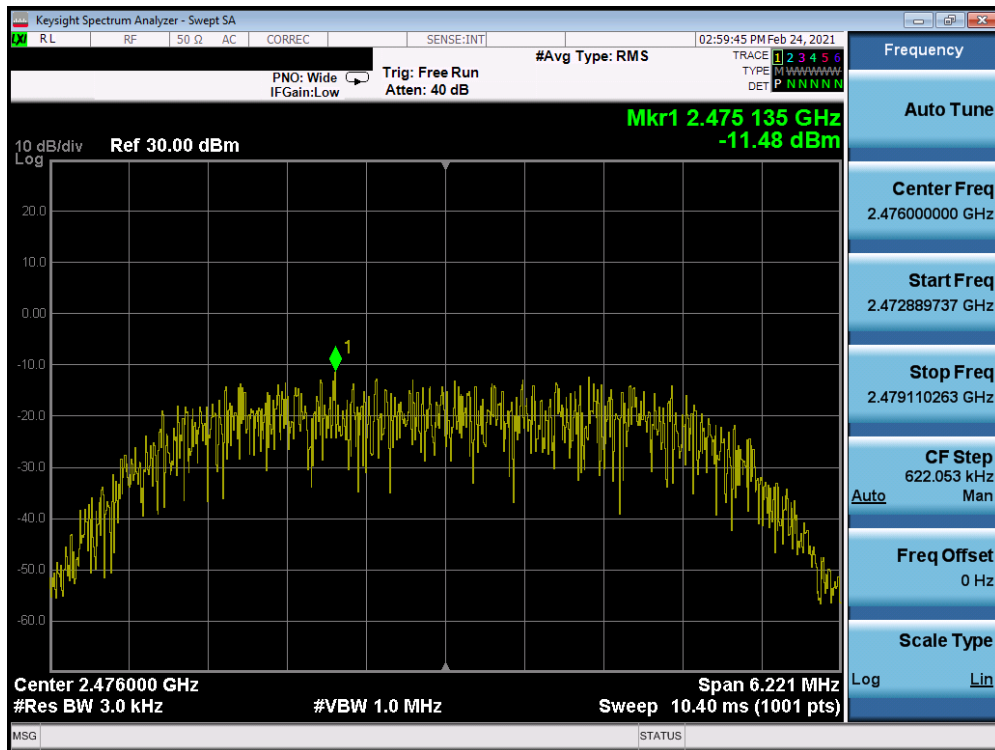 Keysight Spectrum Analyzer - Swept SA
LXI RL RF 50 Ω AC CORREC SENSE:INT 02:59:45 PM Feb 24, 2021
PNO: Wide Trig: Free Run #Avg Type: RMS TRACE 1 2 3 4 5 6
IFGain:Low Atten: 40 dB TYPE M WWWWW
DET P N N N N N
Mkr1 2.475 135 GHz
-11.48 dBm
10 dB/div Ref 30.00 dBm
Log
20.0
10.0
0.00
-10.0
1
-20.0
-30.0
-40.0
-50.0
-60.0
Center 2.476000 GHz Span 6.221 MHz
#Res BW 3.0 kHz #VBW 1.0 MHz Sweep 10.40 ms (1001 pts)
MSG STATUS
Frequency
Auto Tune
Center Freq
2.476000000 GHz
Start Freq
2.472889737 GHz
Stop Freq
2.479110263 GHz
CF Step
622.053 kHz
Auto Man
Freq Offset
0 Hz
Scale Type
Log Lin